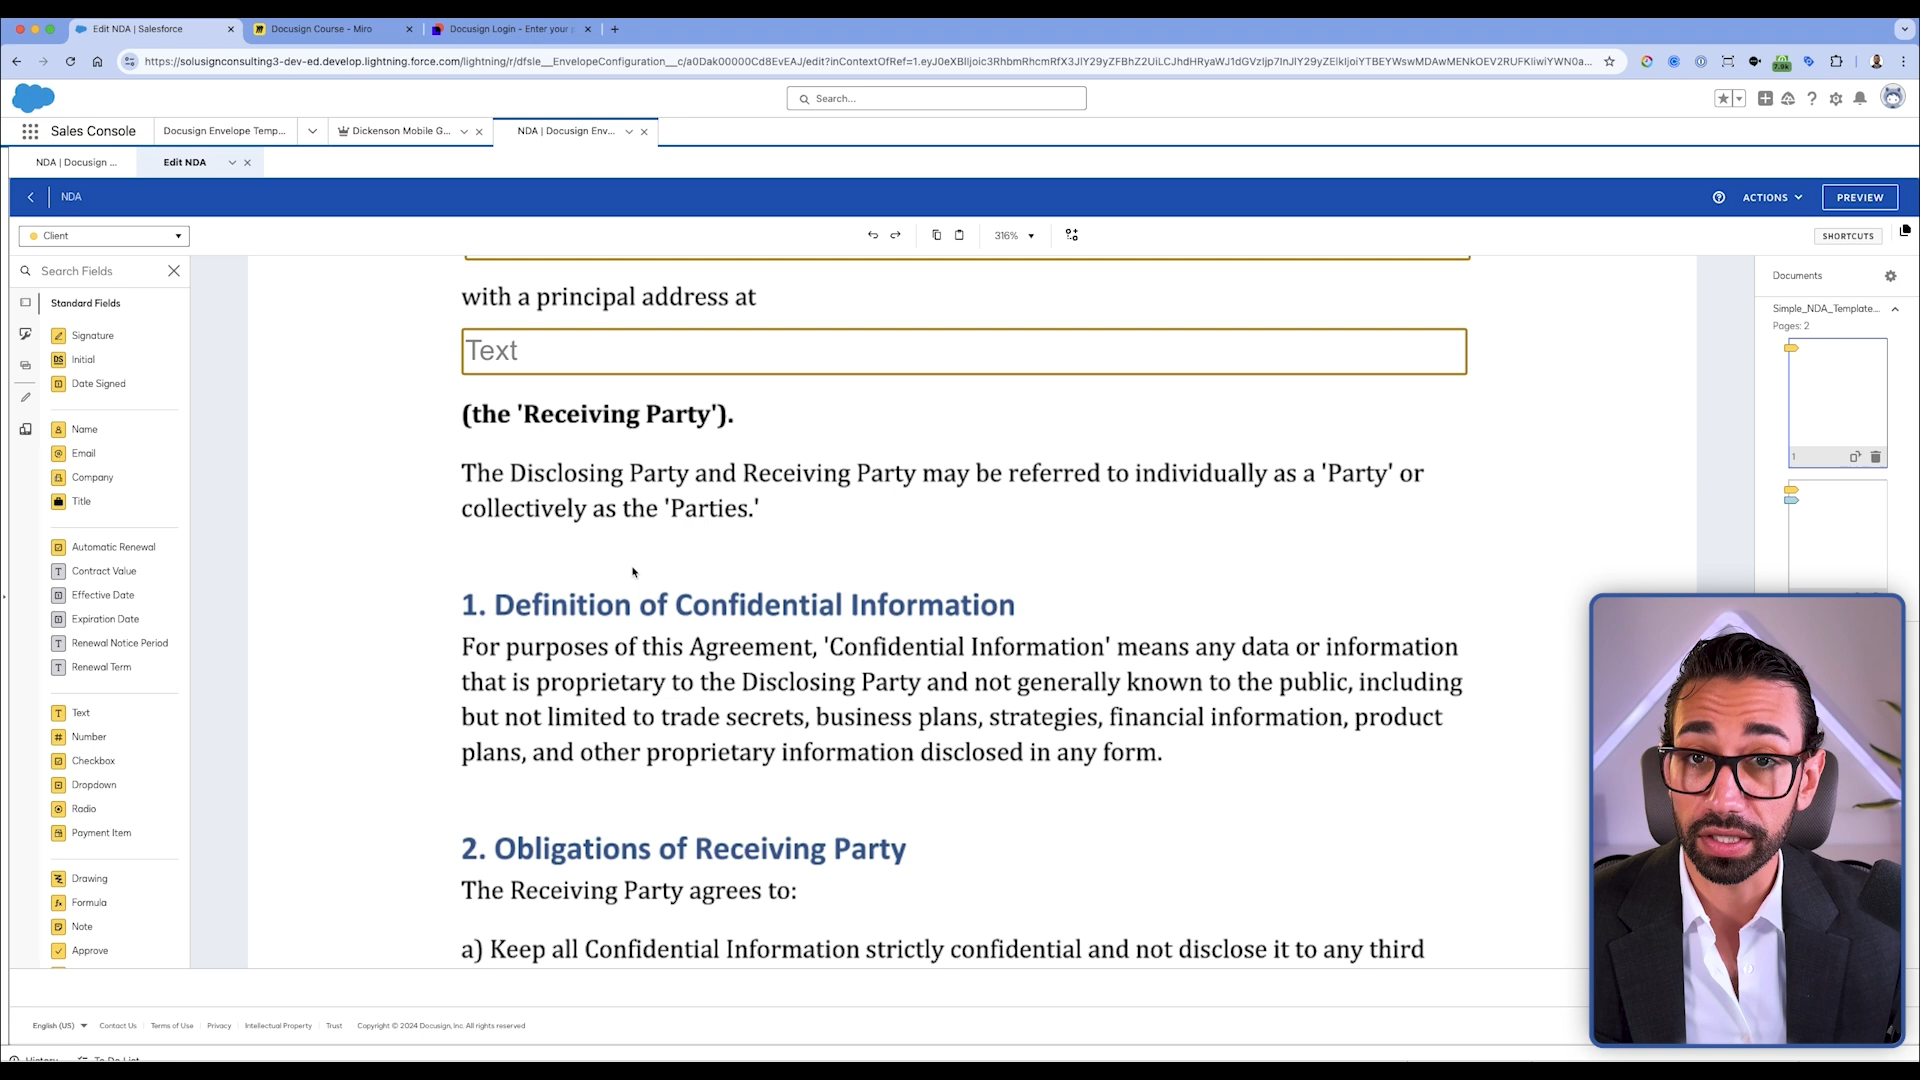 Edit NDA | Salesforce
Docusign Course - Miro
Docusign Login - Enter your
https://solusignconsulting3-dev-ed.develop.lightning.force.com/lightning/r/dfsle__EnvelopeConfiguration__c/a0Dak00000Cd8EvEAJ/edit?inContextOfRef=
Search...
Sales Console
Docusign Envelope Temp...
Dickenson Mobile G...
NDA | Docusign Env...
NDA | Docusign ...
Edit NDA
NDA
ACTIONS
PREVIEW
Client
316%
SHORTCUTS
Search Fields
Standard Fields
Signature
Initial
Date Signed
Name
Email
Company
Title
Automatic Renewal
Contract Value
Effective Date
Expiration Date
Renewal Notice Period
Renewal Term
Text
Number
Checkbox
Dropdown
Radio
Payment Item
Drawing
Formula
Note
Approve
with a principal address at
Text
(the 'Receiving Party').
The Disclosing Party and Receiving Party may be referred to individually as a 'Party' or
collectively as the 'Parties.'
1. Definition of Confidential Information
For purposes of this Agreement, 'Confidential Information' means any data or information
that is proprietary to the Disclosing Party and not generally known to the public, including
but not limited to trade secrets, business plans, strategies, financial information, product
plans, and other proprietary information disclosed in any form.
2. Obligations of Receiving Party
The Receiving Party agrees to:
a) Keep all Confidential Information strictly confidential and not disclose it to any third
Documents
Simple_NDA_Template...
Pages: 2
1
English (US)
Contact Us
Terms of Use
Privacy
Intellectual Property
Trust
Copyright © 2024 Docusign, Inc. All rights reserved
History
To Do List